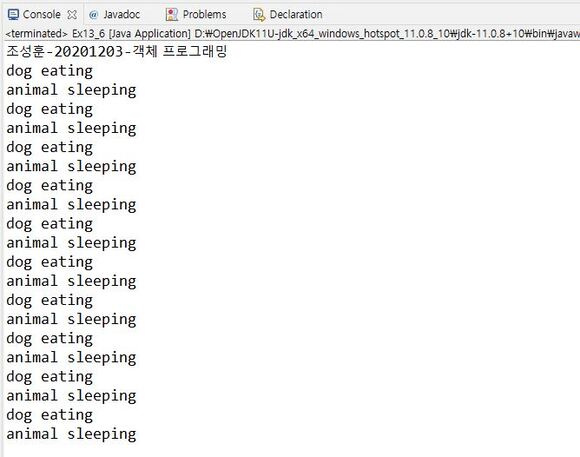 Console @ Javadoc Problems Declaration
<terminated> Ex13_6 [Java Application] D:₩OpenJDK11U-jdk_x64_windows_hotspot_11.0.8_10₩jdk-11.0.8+10₩bin₩javaw
조성훈-20201203-객체 프로그래밍
dog eating
animal sleeping
dog eating
animal sleeping
dog eating
animal sleeping
dog eating
animal sleeping
dog eating
animal sleeping
dog eating
animal sleeping
dog eating
animal sleeping
dog eating
animal sleeping
dog eating
animal sleeping
dog eating
animal sleeping